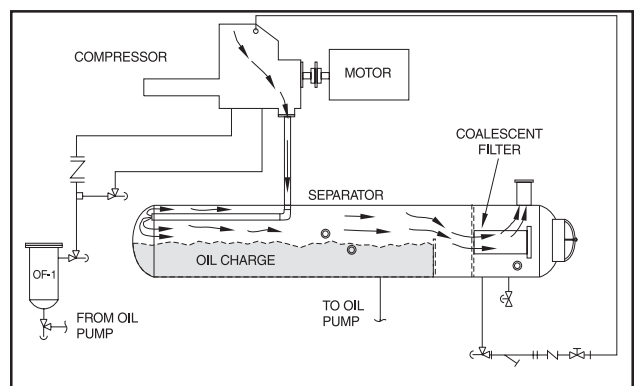 COMPRESSOR
MOTOR
COALESCENT
FILTER
SEPARATOR
OIL CHARGE
OF-1
FROM OIL
PUMP
TO OIL
PUMP